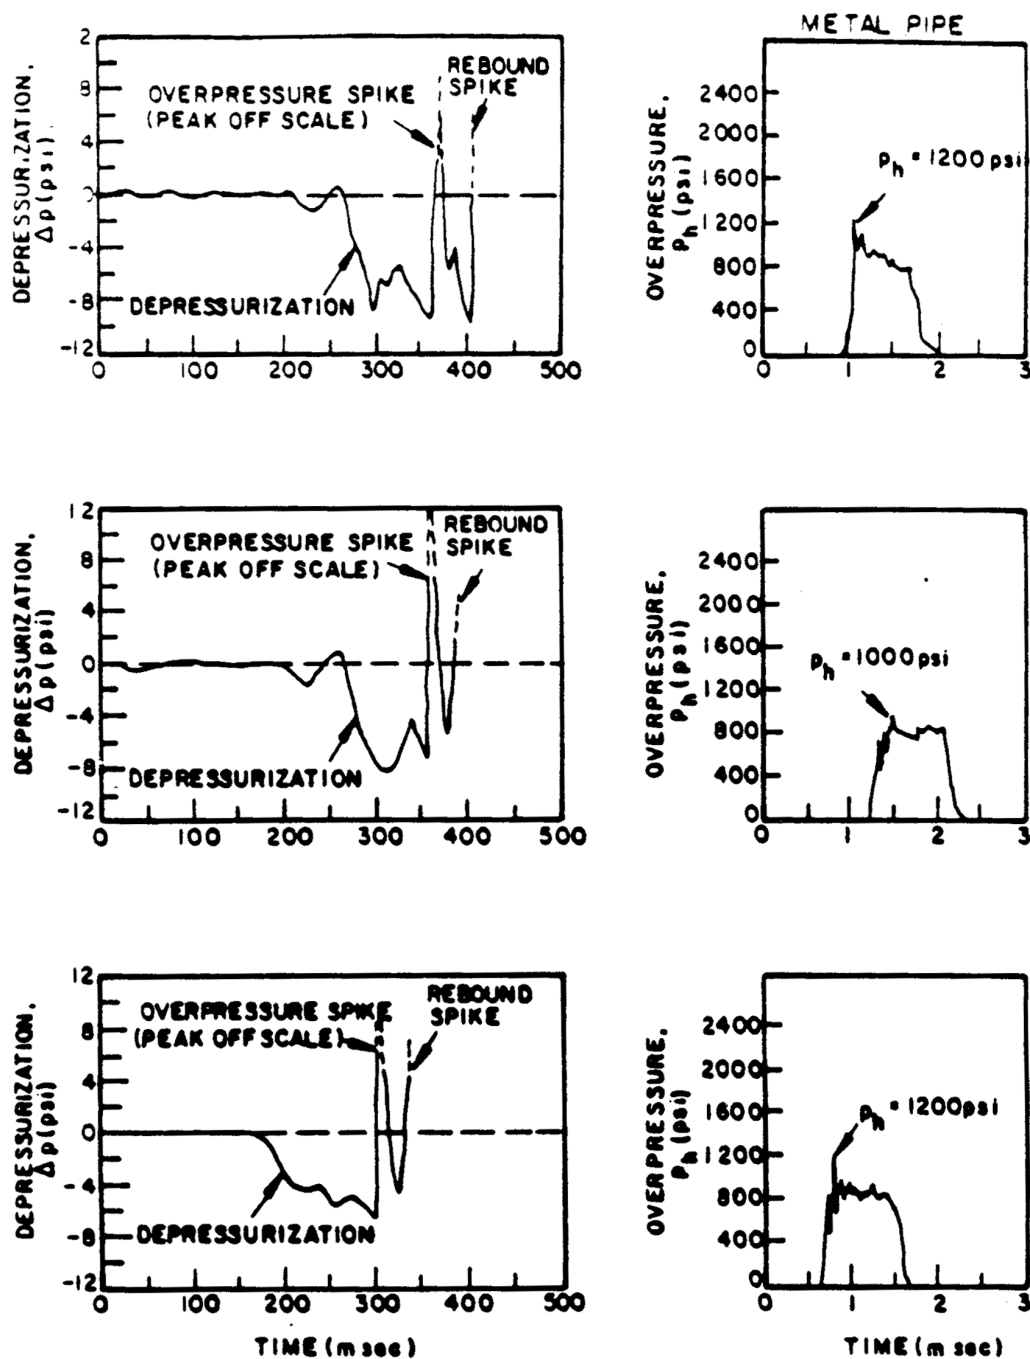 METAL PIPE
DEPRESSURIZATION,
Δp(psi).
2
8
4
0
-4
-8
-12
OVERPRESSURE SPIKE
(PEAK OFF SCALE)
REBOUND
SPIKE
DEPRESSURIZATION
0 100 200 300 400 500
OVERPRESSURE,
Ph (psi)
2400
2000
1600
1200
800
400
0
Ph = 1200 psi
0 1 2 3
DEPRESSURIZATION,
Δp(psi)
12
8
4
0
-4
-8
-12
OVERPRESSURE SPIKE
(PEAK OFF SCALE)
REBOUND
SPIKE
DEPRESSURIZATION
0 100 200 300 400 500
OVERPRESSURE,
Ph (psi)
2400
2000
1600
1200
800
400
0
Ph = 1000 psi
0 1 2 3
DEPRESSURIZATION,
Δp(psi)
12
8
4
0
-4
-8
-12
OVERPRESSURE SPIKE
(PEAK OFF SCALE)
REBOUND
SPIKE
DEPRESSURIZATION
0 100 200 300 400 500
TIME (m sec)
OVERPRESSURE,
Ph (psi)
2400
2000
1600
1200
800
400
0
Ph = 1200psi
0 1 2 3
TIME (m sec)